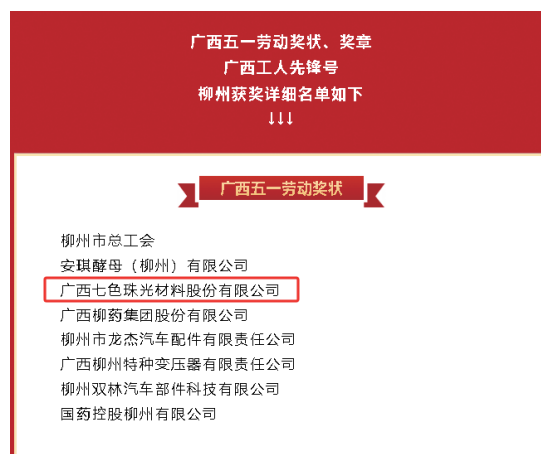 广西五一劳动奖状、奖章
广西工人先锋号
柳州获奖详细名单如下
↓↓↓
广西五一劳动奖状
柳州市总工会
安琪酵母（柳州）有限公司
广西七色珠光材料股份有限公司
广西柳药集团股份有限公司
柳州市龙杰汽车配件有限责任公司
广西柳州特种变压器有限责任公司
柳州双林汽车部件科技有限公司
国药控股柳州有限公司